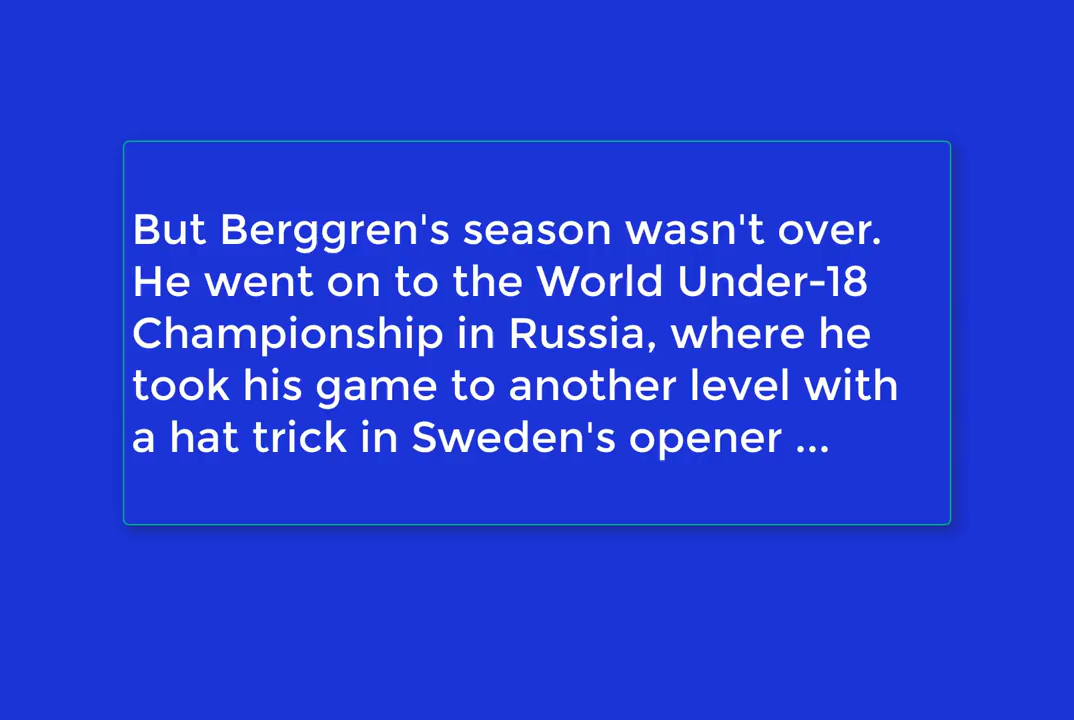 But Berggren's season wasn't over.
He went on to the World Under-18
Championship in Russia, where he
took his game to another level with
a hat trick in Sweden's opener ...